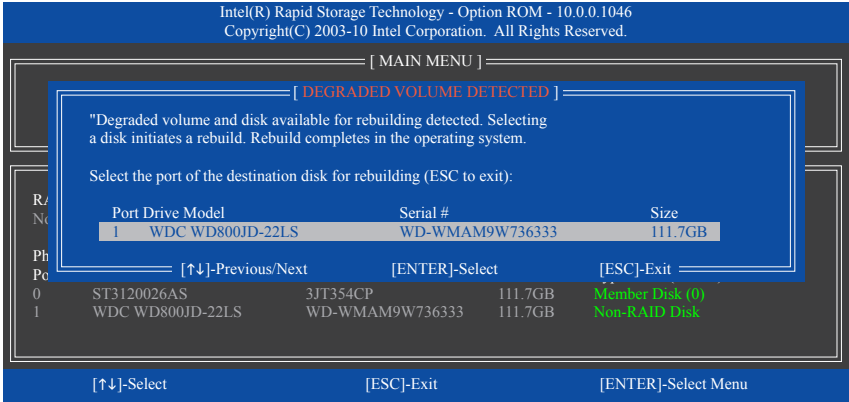 Intel(R) Rapid Storage Technology - Option ROM - 10.0.0.1046
Copyright(C) 2003-10 Intel Corporation. All Rights Reserved.
[ MAIN MENU ]
[ DEGRADED VOLUME DETECTED ]
"Degraded volume and disk available for rebuilding detected. Selecting
a disk initiates a rebuild. Rebuild completes in the operating system.
Select the port of the destination disk for rebuilding (ESC to exit):
Port Drive Model Serial # Size
1 WDC WD800JD-22LS WD-WMAM9W736333 111.7GB
[↑↓]-Previous/Next [ENTER]-Select [ESC]-Exit
0 ST3120026AS 3JT354CP 111.7GB Member Disk (0)
1 WDC WD800JD-22LS WD-WMAM9W736333 111.7GB Non-RAID Disk
[↑↓]-Select [ESC]-Exit [ENTER]-Select Menu